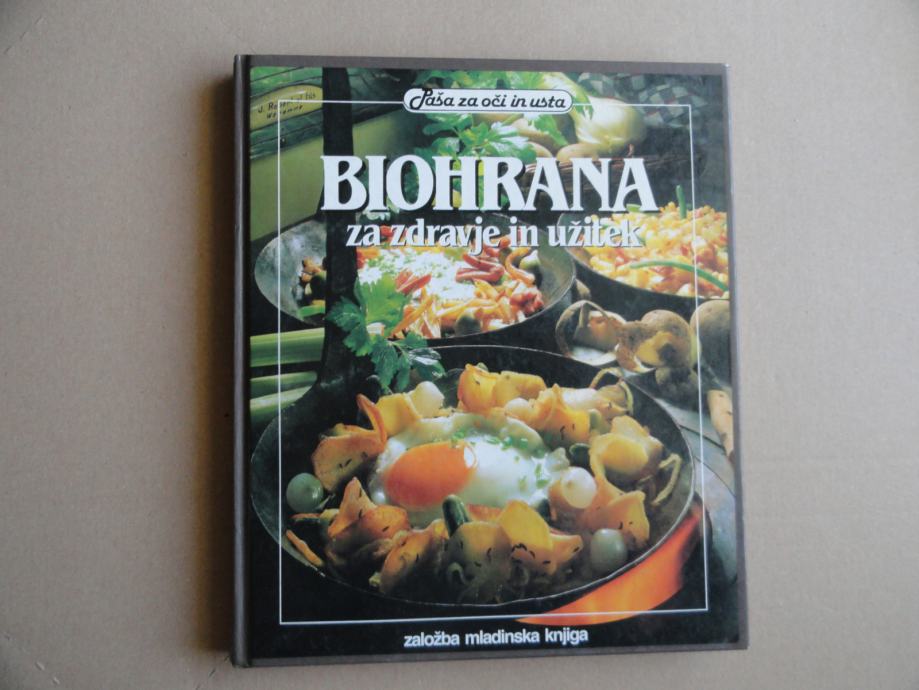 Paša za oči in usta
BIOHRANA
za zdravje in užitek
založba mladinska knjiga